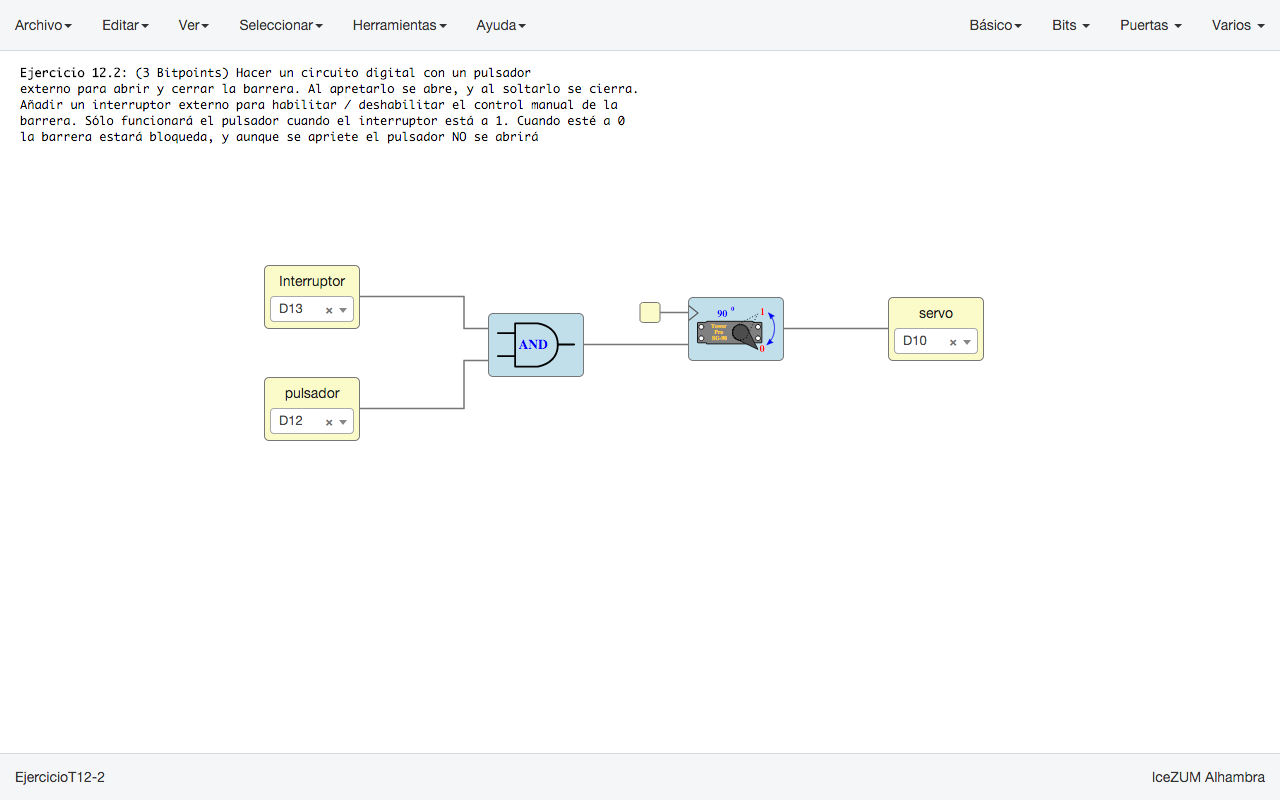 Archivo Editar Ver Seleccionar Herramientas Ayuda Básico Bits Puertas Varios
Ejercicio 12.2: (3 Bitpoints) Hacer un circuito digital con un pulsador
externo para abrir y cerrar la barrera. Al apretarlo se abre, y al soltarlo se cierra.
Añadir un interruptor externo para habilitar / deshabilitar el control manual de la
barrera. Sólo funcionará el pulsador cuando el interruptor está a 1. Cuando esté a 0
la barrera estará bloqueda, y aunque se apriete el pulsador NO se abrirá
Interruptor
D13
pulsador
D12
AND
90 º
1
Tower
Pro
SG-90
0
servo
D10
EjercicioT12-2
IceZUM Alhambra